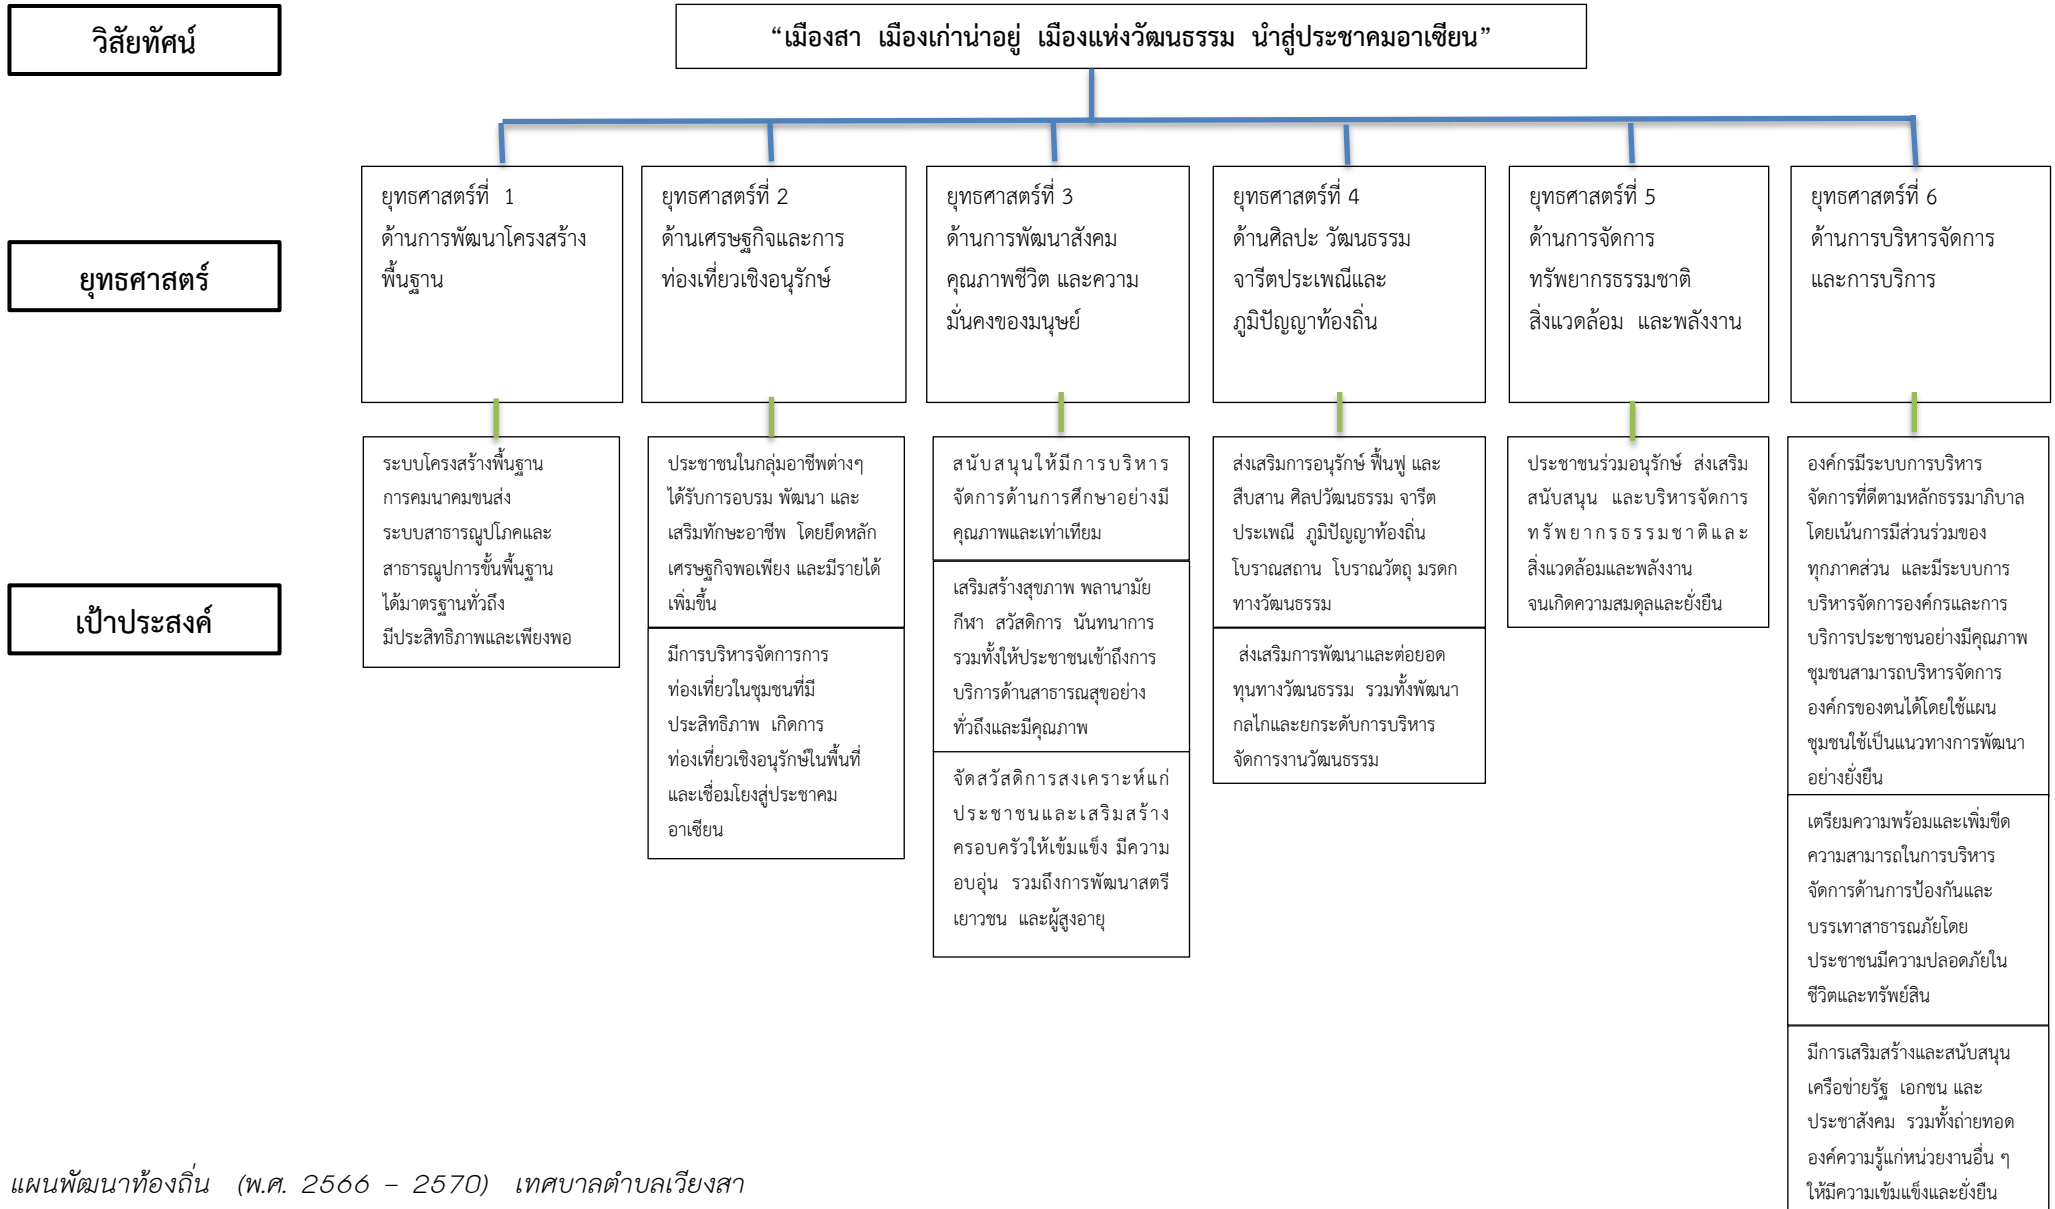 วิสัยทัศน์
“เมืองสา เมืองเก่าน่าอยู่ เมืองแห่งวัฒนธรรม นำสู่ประชาคมอาเซียน”
ยุทธศาสตร์
ยุทธศาสตร์ที่ 1
ด้านการพัฒนาโครงสร้าง
พื้นฐาน
ยุทธศาสตร์ที่ 2
ด้านเศรษฐกิจและการ
ท่องเที่ยวเชิงอนุรักษ์
ยุทธศาสตร์ที่ 3
ด้านการพัฒนาสังคม
คุณภาพชีวิต และความ
มั่นคงของมนุษย์
ยุทธศาสตร์ที่ 4
ด้านศิลปะ วัฒนธรรม
จารีตประเพณีและ
ภูมิปัญญาท้องถิ่น
ยุทธศาสตร์ที่ 5
ด้านการจัดการ
ทรัพยากรธรรมชาติ
สิ่งแวดล้อม และพลังงาน
ยุทธศาสตร์ที่ 6
ด้านการบริหารจัดการ
และการบริการ
เป้าประสงค์
ระบบโครงสร้างพื้นฐาน
การคมนาคมขนส่ง
ระบบสาธารณูปโภคและ
สาธารณูปการขั้นพื้นฐาน
ได้มาตรฐานทั่วถึง
มีประสิทธิภาพและเพียงพอ
ประชาชนในกลุ่มอาชีพต่างๆ
ได้รับการอบรม พัฒนา และ
เสริมทักษะอาชีพ โดยยึดหลัก
เศรษฐกิจพอเพียง และมีรายได้
เพิ่มขึ้น
มีการบริหารจัดการการ
ท่องเที่ยวในชุมชนที่มี
ประสิทธิภาพ เกิดการ
ท่องเที่ยวเชิงอนุรักษ์ในพื้นที่
และเชื่อมโยงสู่ประชาคม
อาเซียน
สนับสนุนให้มีการบริหาร
จัดการด้านการศึกษาอย่างมี
คุณภาพและเท่าเทียม
เสริมสร้างสุขภาพ พลานามัย
กีฬา สวัสดิการ นันทนาการ
รวมทั้งให้ประชาชนเข้าถึงการ
บริการด้านสาธารณสุขอย่าง
ทั่วถึงและมีคุณภาพ
จัดสวัสดิการสงเคราะห์แก่
ประชาชนและเสริมสร้าง
ครอบครัวให้เข้มแข็ง มีความ
อบอุ่น รวมถึงการพัฒนาสตรี
เยาวชน และผู้สูงอายุ
ส่งเสริมการอนุรักษ์ ฟื้นฟู และ
สืบสาน ศิลปวัฒนธรรม จารีต
ประเพณี ภูมิปัญญาท้องถิ่น
โบราณสถาน โบราณวัตถุ มรดก
ทางวัฒนธรรม
ส่งเสริมการพัฒนาและต่อยอด
ทุนทางวัฒนธรรม รวมทั้งพัฒนา
กลไกและยกระดับการบริหาร
จัดการงานวัฒนธรรม
ประชาชนร่วมอนุรักษ์ ส่งเสริม
สนับสนุน และบริหารจัดการ
ทรัพยากรธรรมชาติและ
สิ่งแวดล้อมและพลังงาน
จนเกิดความสมดุลและยั่งยืน
องค์กรมีระบบการบริหาร
จัดการที่ดีตามหลักธรรมาภิบาล
โดยเน้นการมีส่วนร่วมของ
ทุกภาคส่วน และมีระบบการ
บริหารจัดการองค์กรและการ
บริการประชาชนอย่างมีคุณภาพ
ชุมชนสามารถบริหารจัดการ
องค์กรของตนได้โดยใช้แผน
ชุมชนใช้เป็นแนวทางการพัฒนา
อย่างยั่งยืน
เตรียมความพร้อมและเพิ่มขีด
ความสามารถในการบริหาร
จัดการด้านการป้องกันและ
บรรเทาสาธารณภัยโดย
ประชาชนมีความปลอดภัยใน
ชีวิตและทรัพย์สิน
มีการเสริมสร้างและสนับสนุน
เครือข่ายรัฐ เอกชน และ
ประชาสังคม รวมทั้งถ่ายทอด
องค์ความรู้แก่หน่วยงานอื่น ๆ
ให้มีความเข้มแข็งและยั่งยืน
แผนพัฒนาท้องถิ่น (พ.ศ. 2566 – 2570) เทศบาลตำบลเวียงสา